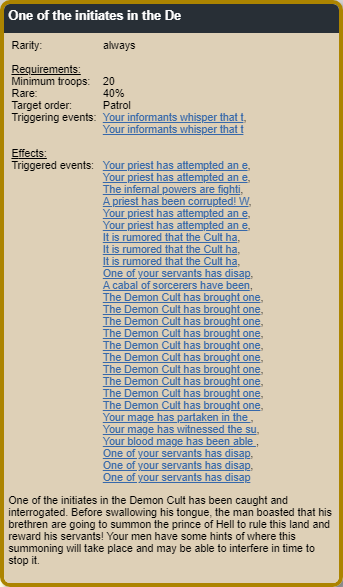 One of the initiates in the De
Rarity: always
Requirements:
Minimum troops: 20
Rare: 40%
Target order: Patrol
Triggering events: Your informants whisper that t,
Your informants whisper that t
Effects:
Triggered events: Your priest has attempted an e,
Your priest has attempted an e,
The infernal powers are fighti,
A priest has been corrupted! W,
Your priest has attempted an e,
Your priest has attempted an e,
It is rumored that the Cult ha,
It is rumored that the Cult ha,
It is rumored that the Cult ha,
One of your servants has disap,
A cabal of sorcerers have been,
The Demon Cult has brought one,
The Demon Cult has brought one,
The Demon Cult has brought one,
The Demon Cult has brought one,
The Demon Cult has brought one,
The Demon Cult has brought one,
The Demon Cult has brought one,
The Demon Cult has brought one,
The Demon Cult has brought one,
The Demon Cult has brought one,
Your mage has partaken in the ,
Your mage has witnessed the su,
Your blood mage has been able ,
One of your servants has disap,
One of your servants has disap,
One of your servants has disap
One of the initiates in the Demon Cult has been caught and
interrogated. Before swallowing his tongue, the man boasted that his
brethren are going to summon the prince of Hell to rule this land and
reward his servants! Your men have some hints of where this
summoning will take place and may be able to interfere in time to
stop it.